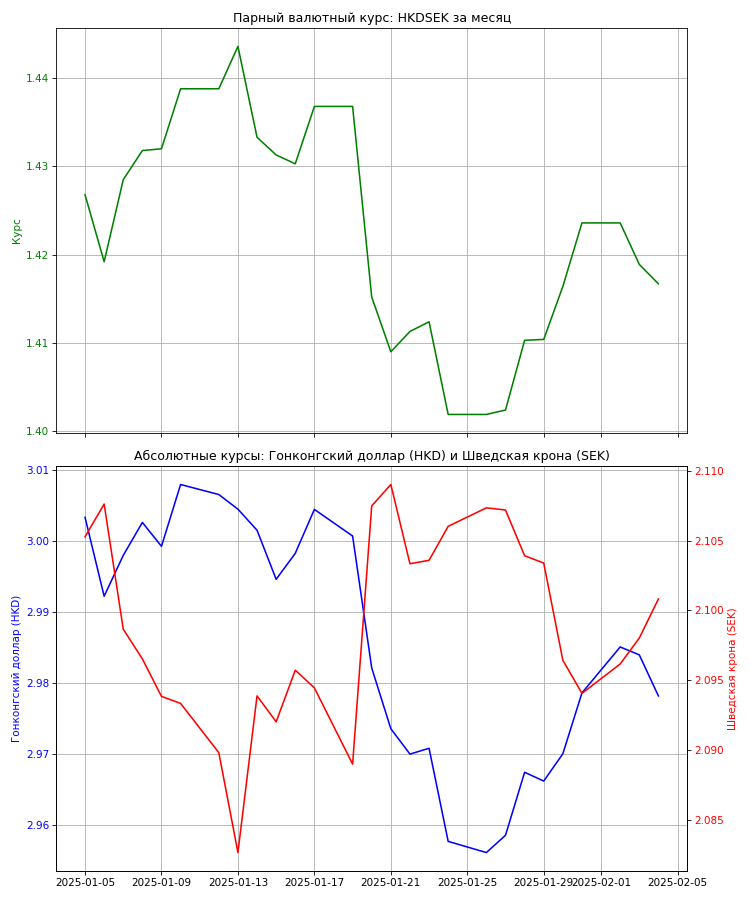 Парный валютный курс: HKDSEK за месяц
1.44
1.43
1.42
1.41
1.40
Курс
Абсолютные курсы: Гонконгский доллар (HKD) и Шведская крона (SEK)
3.01
3.00
2.99
2.98
2.97
2.96
Гонконгский доллар (HKD)
2.110
2.105
2.100
2.095
2.090
2.085
Шведская крона (SEK)
2025-01-05 2025-01-09 2025-01-13 2025-01-17 2025-01-21 2025-01-25 2025-01-29 2025-02-01 2025-02-05